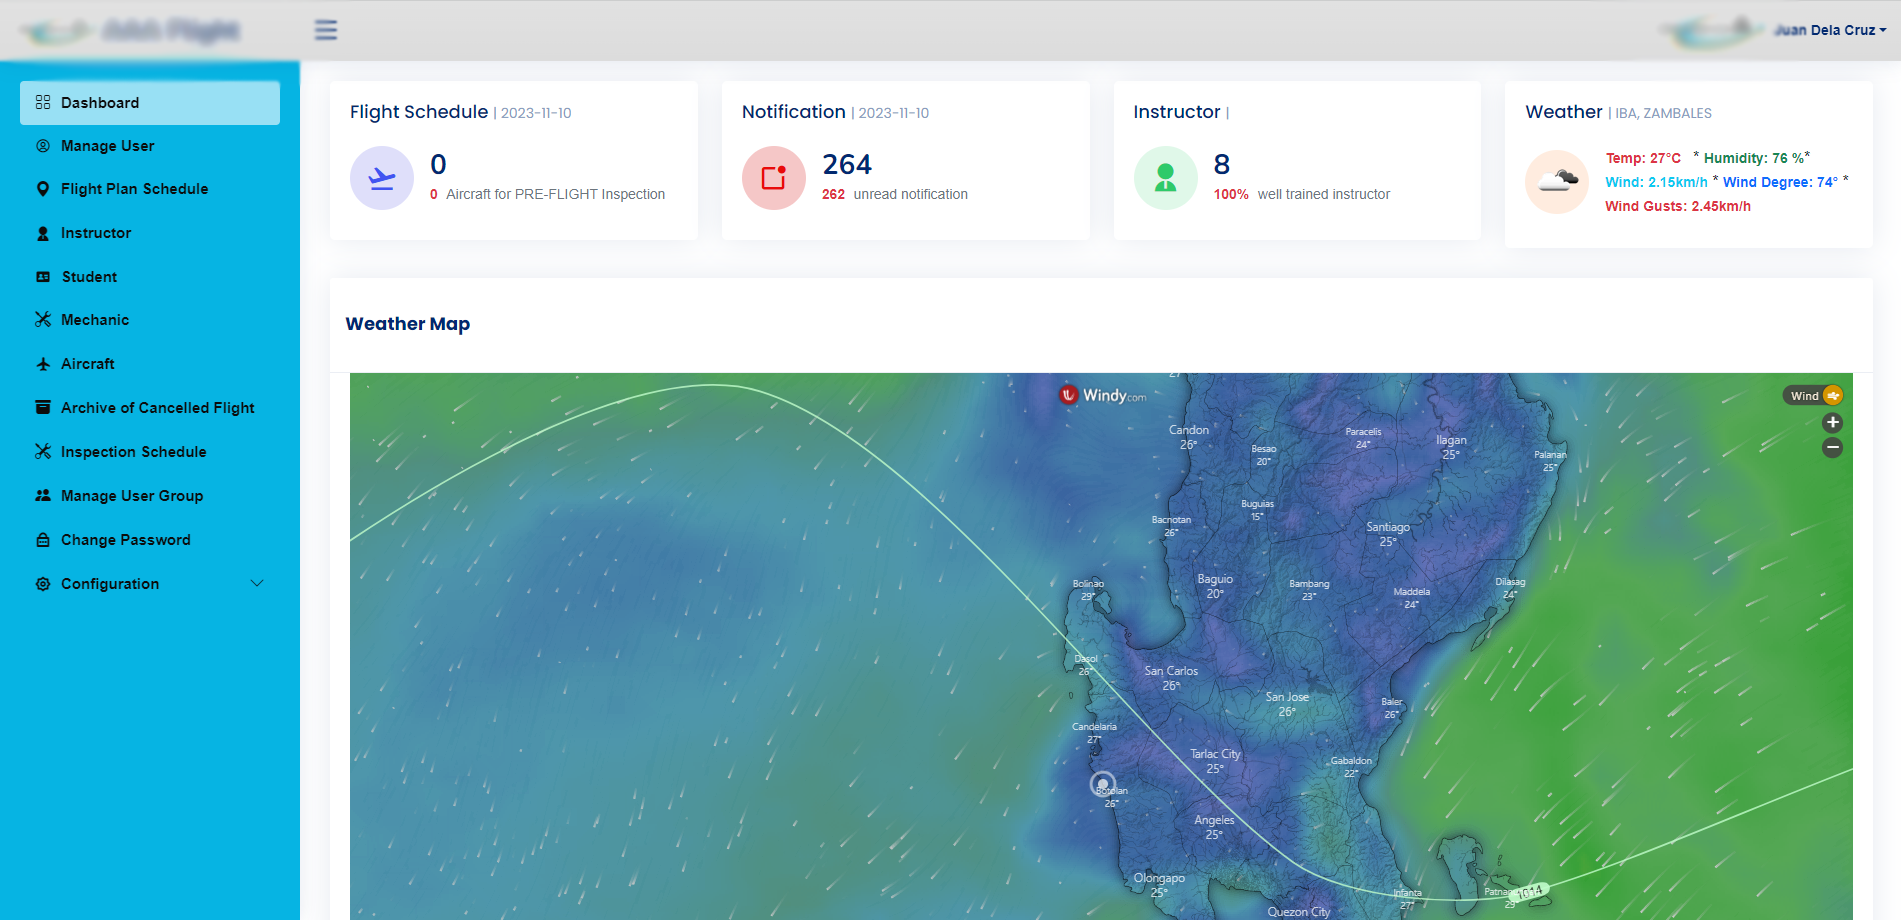 Flight
Juan Dela Cruz
Dashboard
Manage User
Flight Plan Schedule
Instructor
Student
Mechanic
Aircraft
Archive of Cancelled Flight
Inspection Schedule
Manage User Group
Change Password
Configuration
Flight Schedule | 2023-11-10
0
0 Aircraft for PRE-FLIGHT Inspection
Notification | 2023-11-10
264
262 unread notification
Instructor |
8
100% well trained instructor
Weather | IBA, ZAMBALES
Temp: 27°C * Humidity: 76 %*
Wind: 2.15km/h * Wind Degree: 74° *
Wind Gusts: 2.45km/h
Weather Map
27°
Windy.com
Wind
+
−
Candon
26°
Besao
20°
Paracelis
24°
Ilagan
25°
Palanan
25°
Buguias
15°
Bacnotan
26°
Santiago
25°
Bolinao
29°
Baguio
20°
Bambang
23°
Maddela
24°
Dilasag
24°
Dasol
26°
San Carlos
26°
San Jose
26°
Baler
26°
Candelaria
27°
Tarlac City
25°
Gabaldon
22°
Botolan
26°
Angeles
25°
Olongapo
25°
Infanta
27°
1014
29°
Quezon City